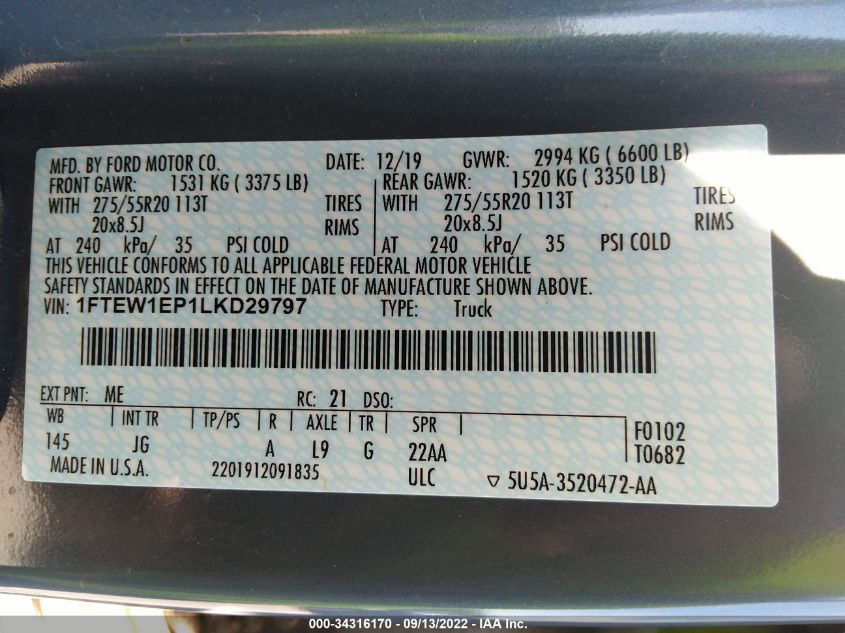 MFD. BY FORD MOTOR CO. DATE: 12/19 GVWR: 2994 KG ( 6600 LB)
FRONT GAWR: 1531 KG ( 3375 LB) REAR GAWR: 1520 KG ( 3350 LB)
WITH 275/55R20 113T TIRES WITH 275/55R20 113T TIRES
20x8.5J RIMS 20x8.5J RIMS
AT 240 kPa/ 35 PSI COLD AT 240 kPa/ 35 PSI COLD
THIS VEHICLE CONFORMS TO ALL APPLICABLE FEDERAL MOTOR VEHICLE
SAFETY STANDARDS IN EFFECT ON THE DATE OF MANUFACTURE SHOWN ABOVE.
VIN: 1FTEW1EP1LKD29797 TYPE: Truck
EXT PNT: ME RC: 21 DSO:
WB | INT TR | TP/PS | R | AXLE | TR | SPR |
145 JG A L9 G 22AA
F0102
T0682
MADE IN U.S.A. 2201912091835 ULC ▽ 5U5A-3520472-AA
000-34316170 - 09/13/2022 - IAA Inc.